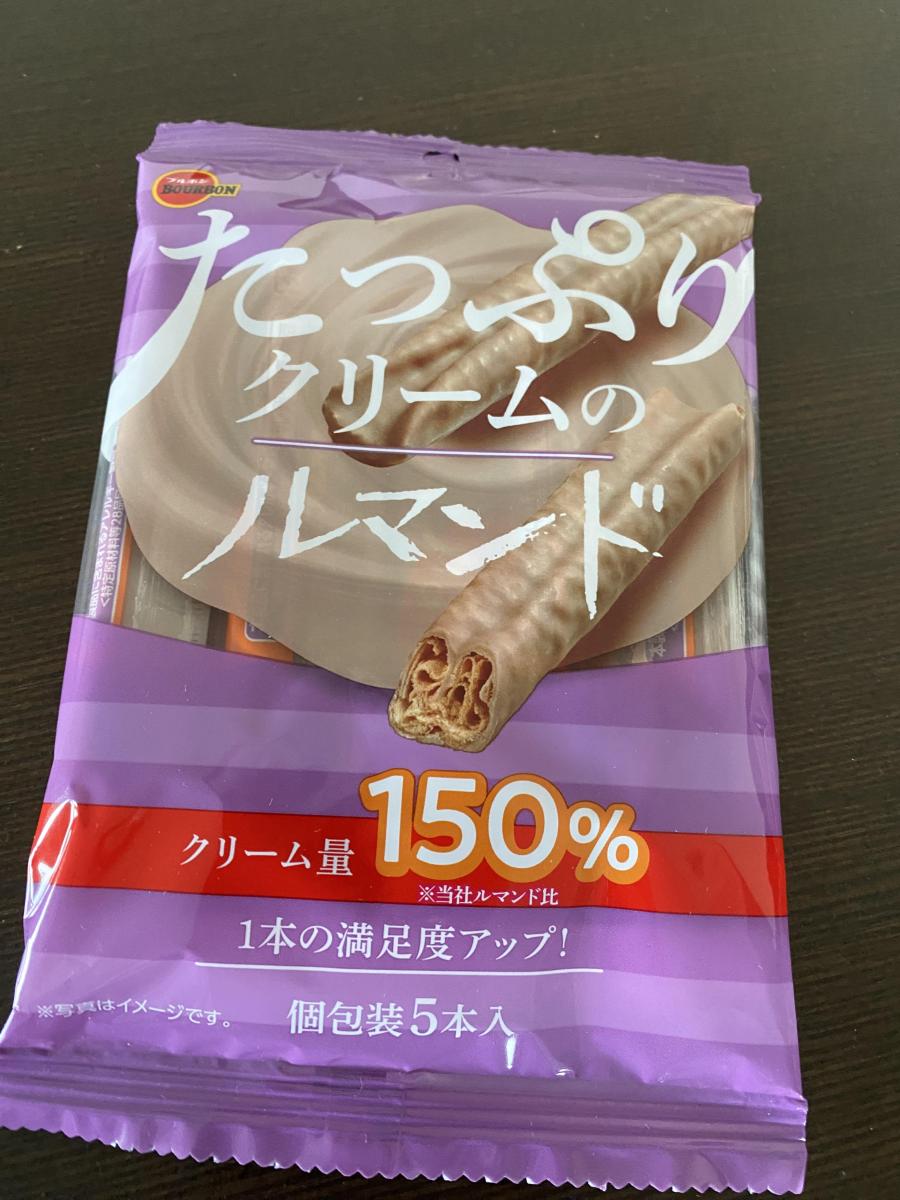 ブルボン
BOURBON
たっぷり
クリームの
ルマンド
クリーム量150%
※当社ルマンド比
1本の満足度アップ!
※写真はイメージです。
個包装5本入